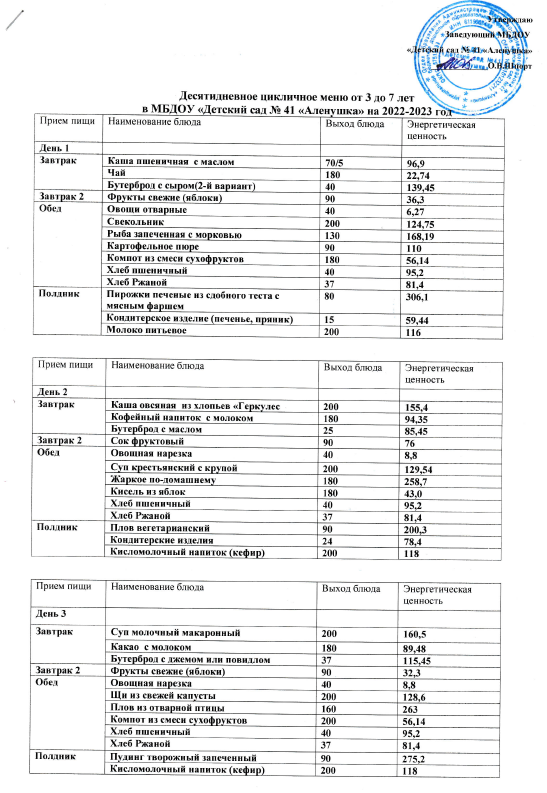 Утверждаю
Заведующий МБДОУ
«Детский сад № 41 «Аленушка»
О.В.Шорт
Десятидневное цикличное меню от 3 до 7 лет
в МБДОУ «Детский сад № 41 «Аленушка» на 2022-2023 год
Прием пищи Наименование блюда Выход блюда Энергетическая ценность
День 1
Завтрак Каша пшеничная с маслом 70/5 96,9
Чай 180 22,74
Бутерброд с сыром(2-й вариант) 40 139,45
Завтрак 2 Фрукты свежие (яблоки) 90 36,3
Обед Овощи отварные 40 6,27
Свекольник 200 124,75
Рыба запеченная с морковью 130 168,19
Картофельное пюре 90 110
Компот из смеси сухофруктов 180 56,14
Хлеб пшеничный 40 95,2
Хлеб Ржаной 37 81,4
Полдник Пирожки печеные из сдобного теста с мясным фаршем 80 306,1
Кондитерское изделие (печенье, пряник) 15 59,44
Молоко питьевое 200 116
Прием пищи Наименование блюда Выход блюда Энергетическая ценность
День 2
Завтрак Каша овсяная из хлопьев «Геркулес 200 155,4
Кофейный напиток с молоком 180 94,35
Бутерброд с маслом 25 85,45
Завтрак 2 Сок фруктовый 90 76
Обед Овощная нарезка 40 8,8
Суп крестьянский с крупой 200 129,54
Жаркое по-домашнему 180 258,7
Кисель из яблок 180 43,0
Хлеб пшеничный 40 95,2
Хлеб Ржаной 37 81,4
Полдник Плов вегетарианский 90 200,3
Кондитерские изделия 24 78,4
Кисломолочный напиток (кефир) 200 118
Прием пищи Наименование блюда Выход блюда Энергетическая ценность
День 3
Завтрак Суп молочный макаронный 200 160,5
Какао с молоком 180 89,48
Бутерброд с джемом или повидлом 37 115,45
Завтрак 2 Фрукты свежие (яблоки) 90 32,3
Обед Овощная нарезка 40 8,8
Щи из свежей капусты 200 128,6
Плов из отварной птицы 160 263
Компот из смеси сухофруктов 200 56,14
Хлеб пшеничный 40 95,2
Хлеб Ржаной 37 81,4
Полдник Пудинг творожный запеченный 90 275,2
Кисломолочный напиток (кефир) 200 118